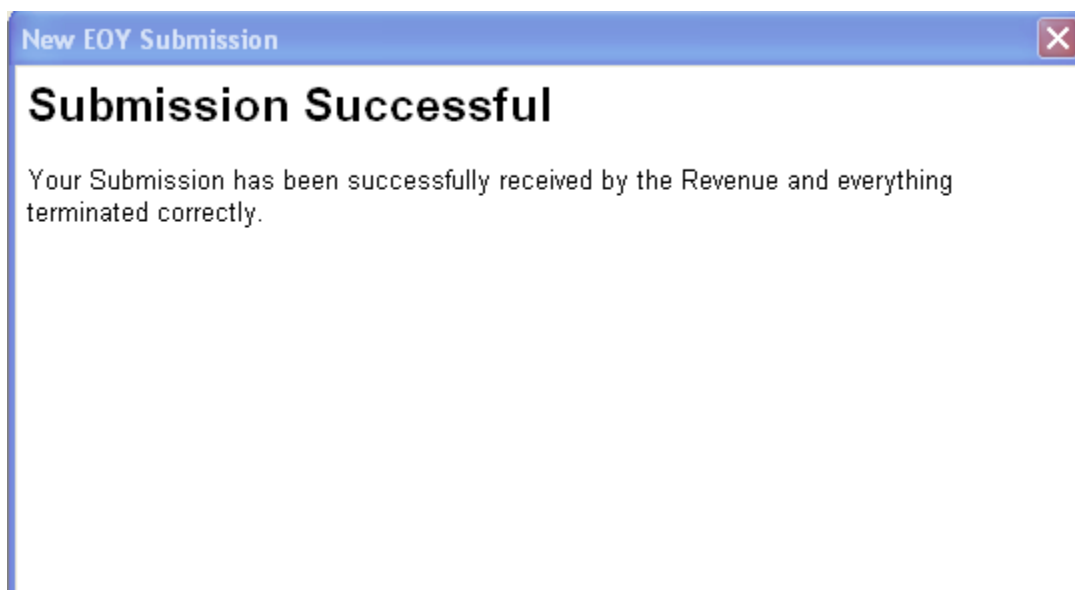 New EOY Submission
Submission Successful
Your Submission has been successfully received by the Revenue and everything
terminated correctly.